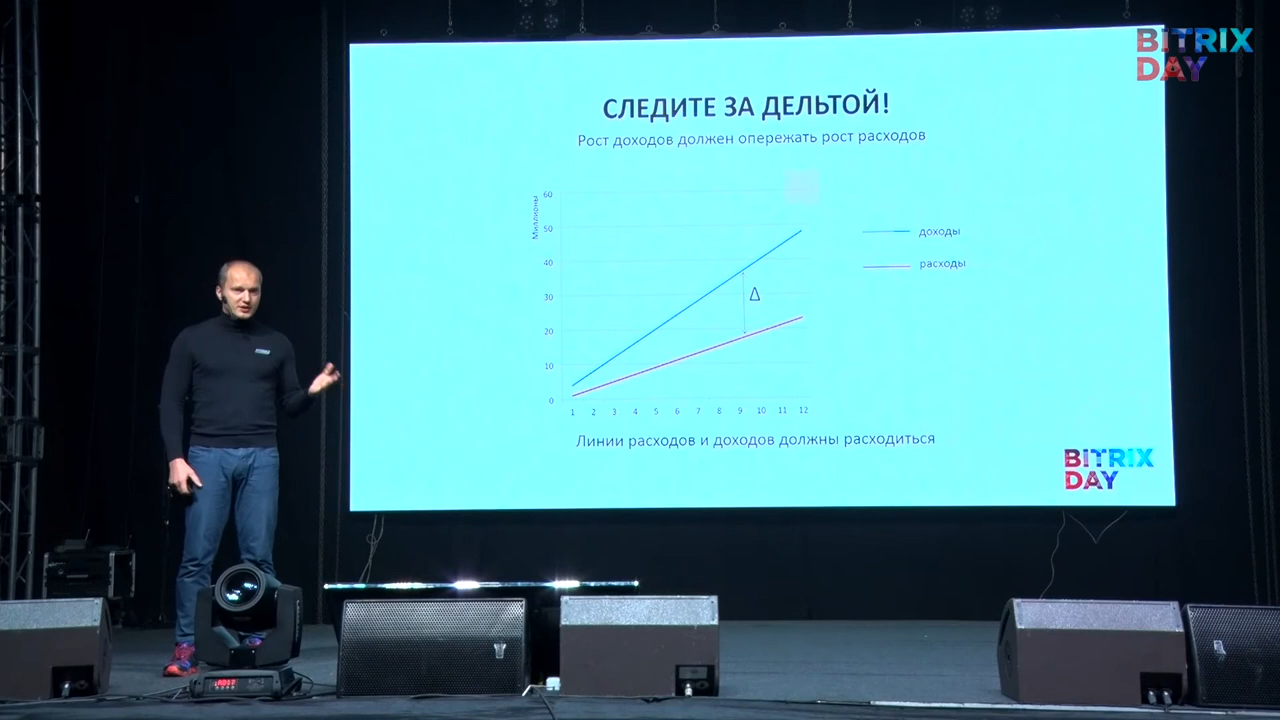 BITRIX
DAY
СЛЕДИТЕ ЗА ДЕЛЬТОЙ!
Рост доходов должен опережать рост расходов
Миллионы
60
50
40
30
20
10
0
Δ
1 2 3 4 5 6 7 8 9 10 11 12
доходы
расходы
Линии расходов и доходов должны расходиться
BITRIX
DAY